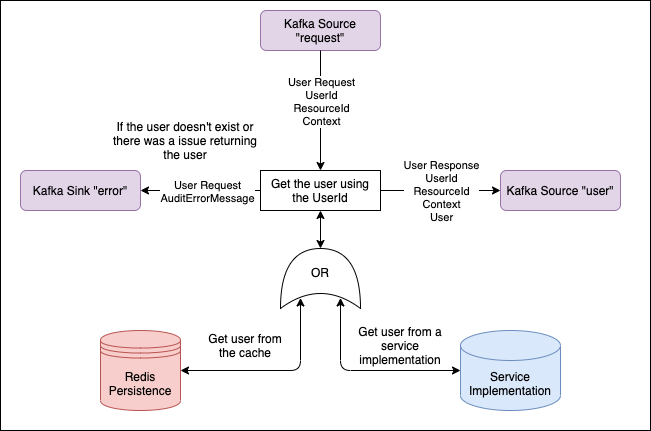 Kafka Source
"request"
User Request
UserId
ResourceId
Context
If the user doesn't exist or
there was a issue returning
the user
Kafka Sink "error"
User Request
AuditErrorMessage
Get the user using
the UserId
User Response
UserId
ResourceId
Context
User
Kafka Source "user"
OR
Get user from
the cache
Get user from a
service
implementation
Redis
Persistence
Service
Implementation